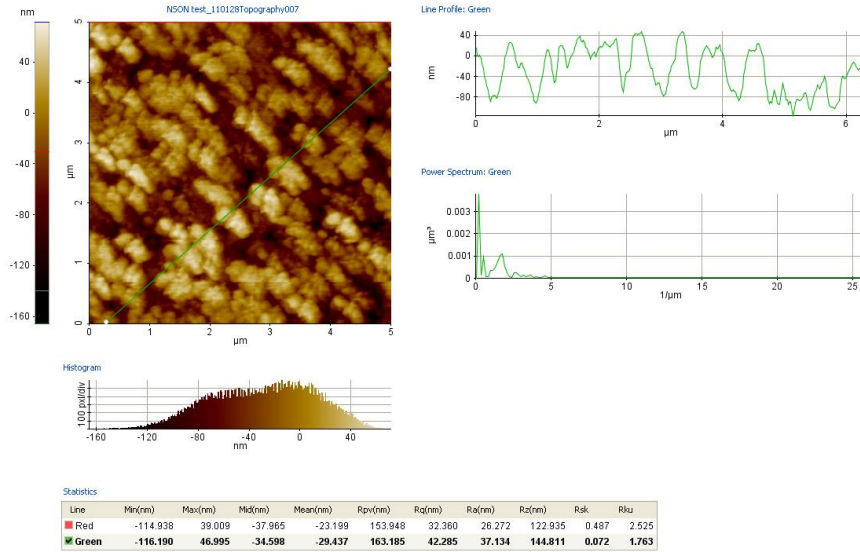 nm
NSON test_110128Topography007
40
0
-40
-80
-120
-160
5
4
3
2
1
0
µm
0 1 2 3 4 5
µm
Line Profile: Green
40
0
-40
-80
nm
0 2 4 6
µm
Power Spectrum: Green
0.003
0.002
0.001
0
µm³
0 5 10 15 20 25
1/µm
Histogram
100 pxl/div
-160 -120 -80 -40 0 40
nm
Statistics
Line Min(nm) Max(nm) Mid(nm) Mean(nm) Rpv(nm) Rq(nm) Ra(nm) Rz(nm) Rsk Rku
Red -114.938 39.009 -37.965 -23.199 153.948 32.360 26.272 122.935 0.487 2.525
Green -116.190 46.995 -34.598 -29.437 163.185 42.285 37.134 144.811 0.072 1.763